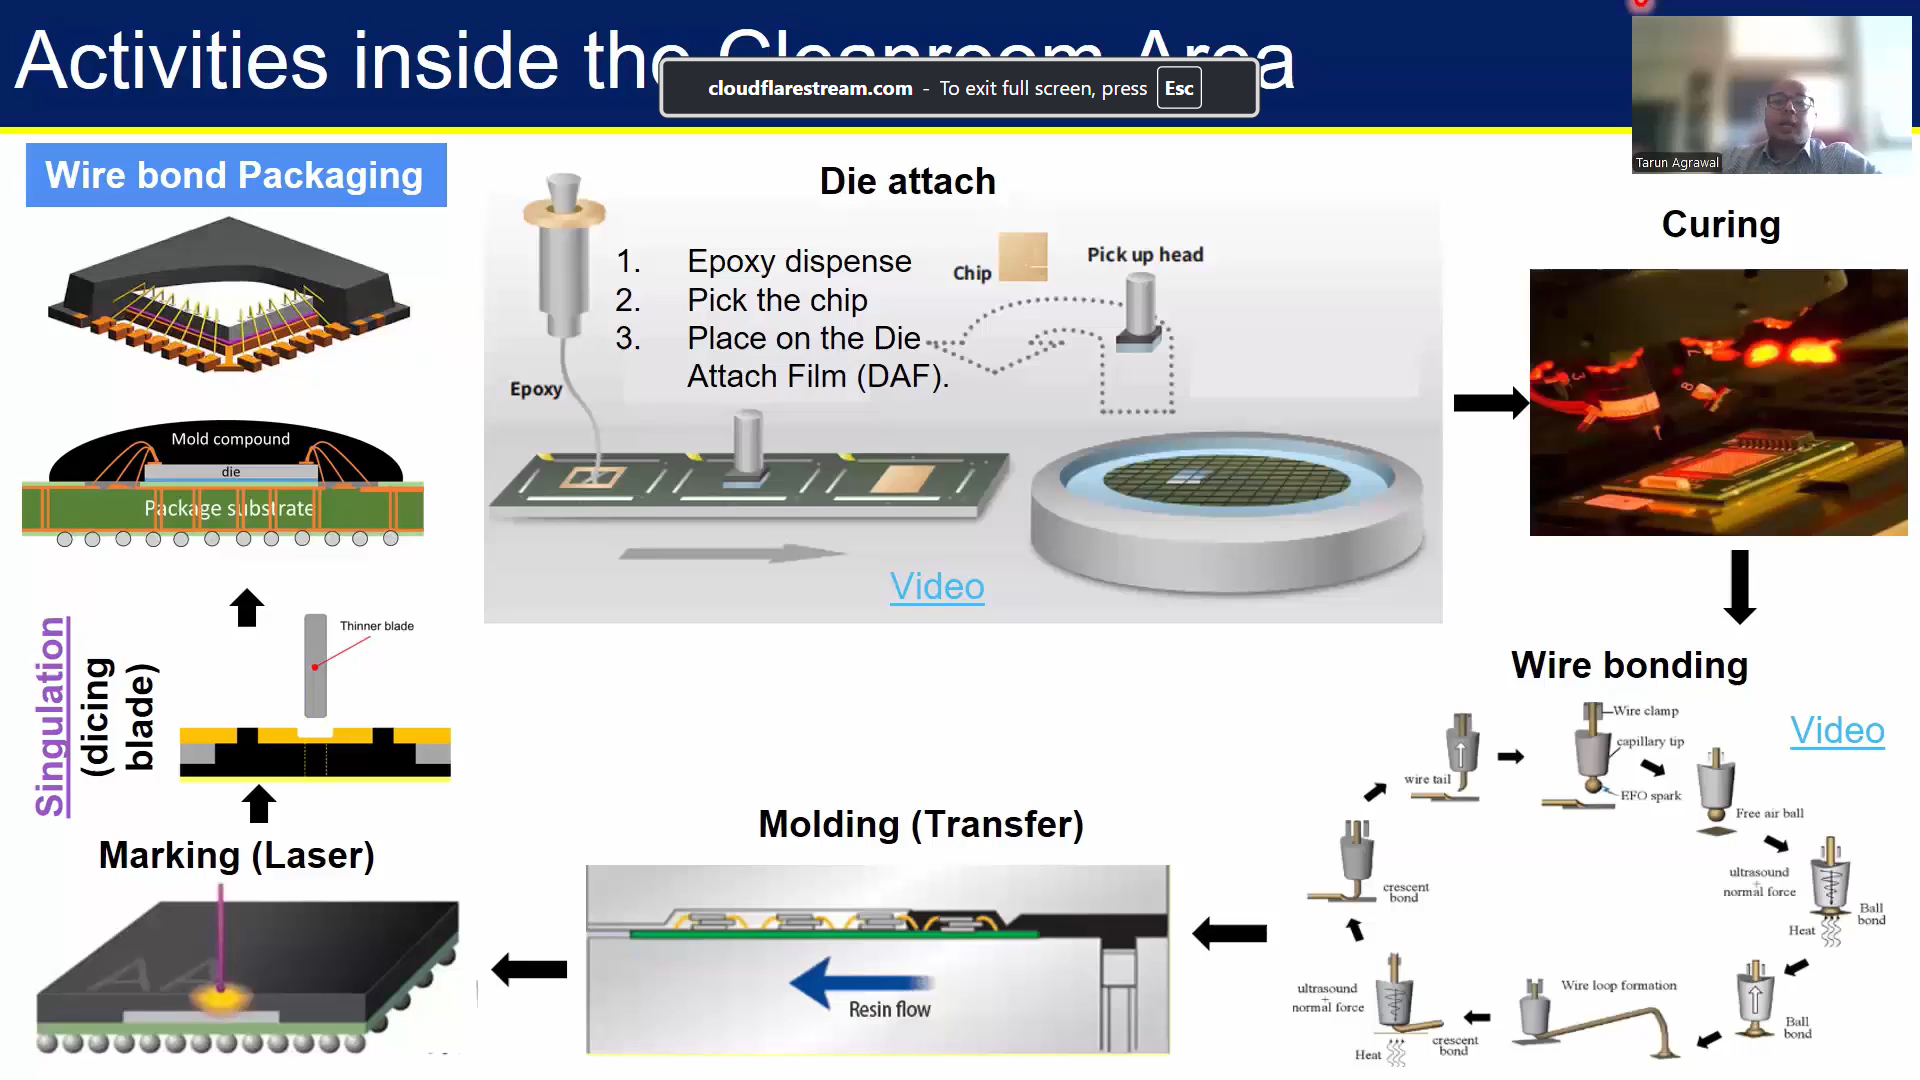 Activities inside the Cleanroom Area
cloudflarestream.com - To exit full screen, press Esc
Tarun Agrawal
Wire bond Packaging
Mold compound
die
Package substrate
Die attach
1. Epoxy dispense
2. Pick the chip
3. Place on the Die
Attach Film (DAF).
Chip
Pick up head
Epoxy
Video
Curing
Wire bonding
Video
Wire clamp
capillary tip
EFO spark
wire tail
Free air ball
ultrasound
+
normal force
Ball
bond
Heat
Ball
bond
Wire loop formation
ultrasound
+
normal force
Heat
crescent
bond
crescent
bond
Molding (Transfer)
Resin flow
Marking (Laser)
AA
Singulation
(dicing
blade)
Thinner blade